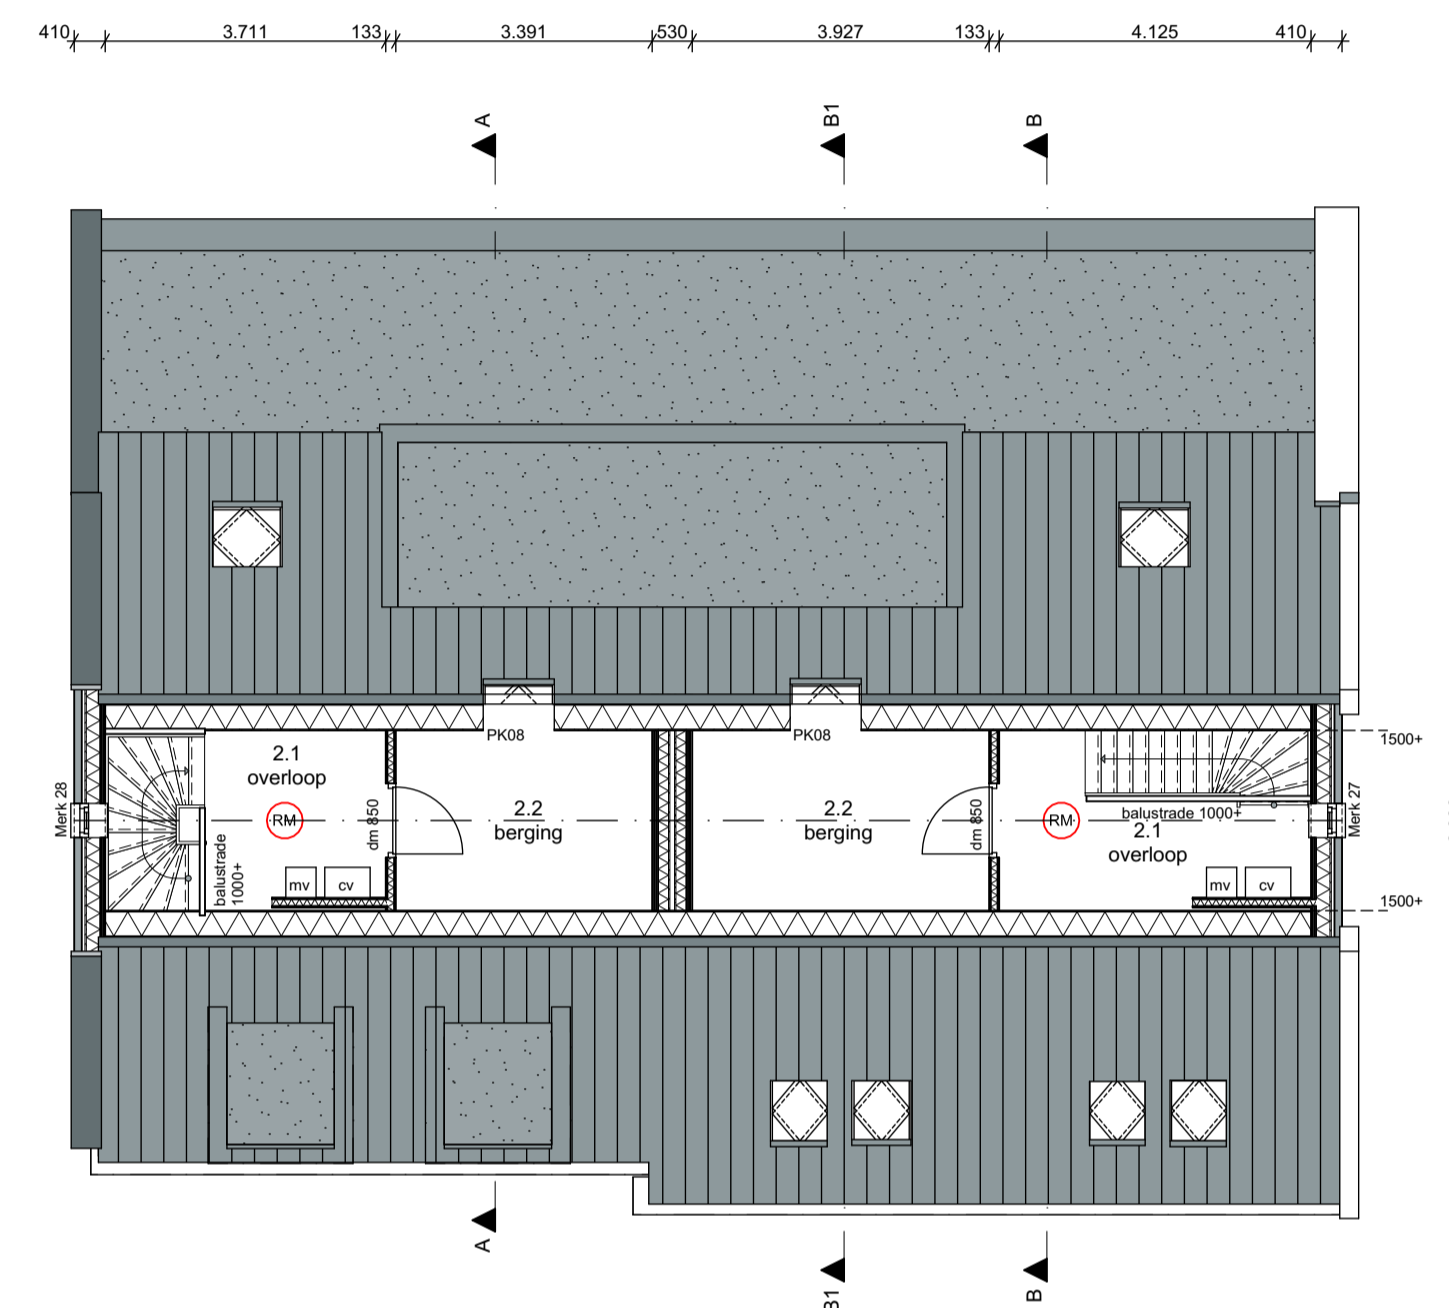 410 3.711 133 3.391 530 3.927 133 4.125 410
A B1 B
PK08 PK08
1500+
2.1
overloop
RM
Merk 28
balustrade
1000+
mv cv
dm 850
2.2
berging
2.2
berging
dm 850
RM
balustrade 1000+
2.1
overloop
mv cv
Merk 27
1500+
A
B1 B